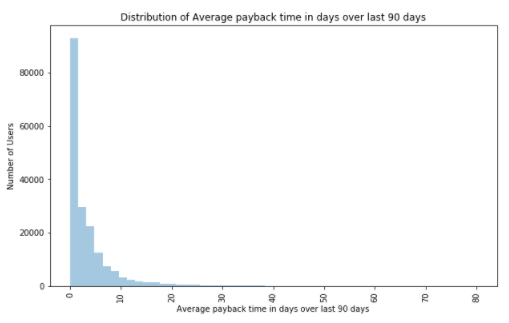 Distribution of Average payback time in days over last 90 days
80000
60000
40000
20000
0
Number of Users
0 10 20 30 40 50 60 70 80
Average payback time in days over last 90 days